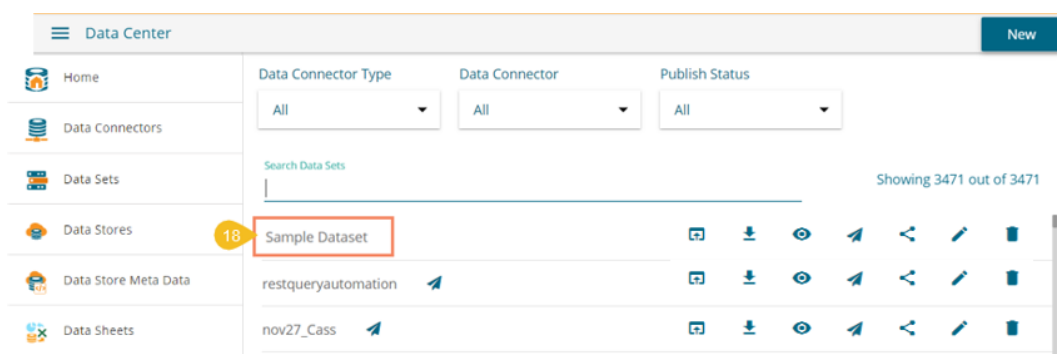 Data Center
New
Home
Data Connectors
Data Sets
Data Stores
Data Store Meta Data
Data Sheets
Data Connector Type
Data Connector
Publish Status
All
All
All
Search Data Sets
Showing 3471 out of 3471
18
Sample Dataset
restqueryautomation
nov27_Cass